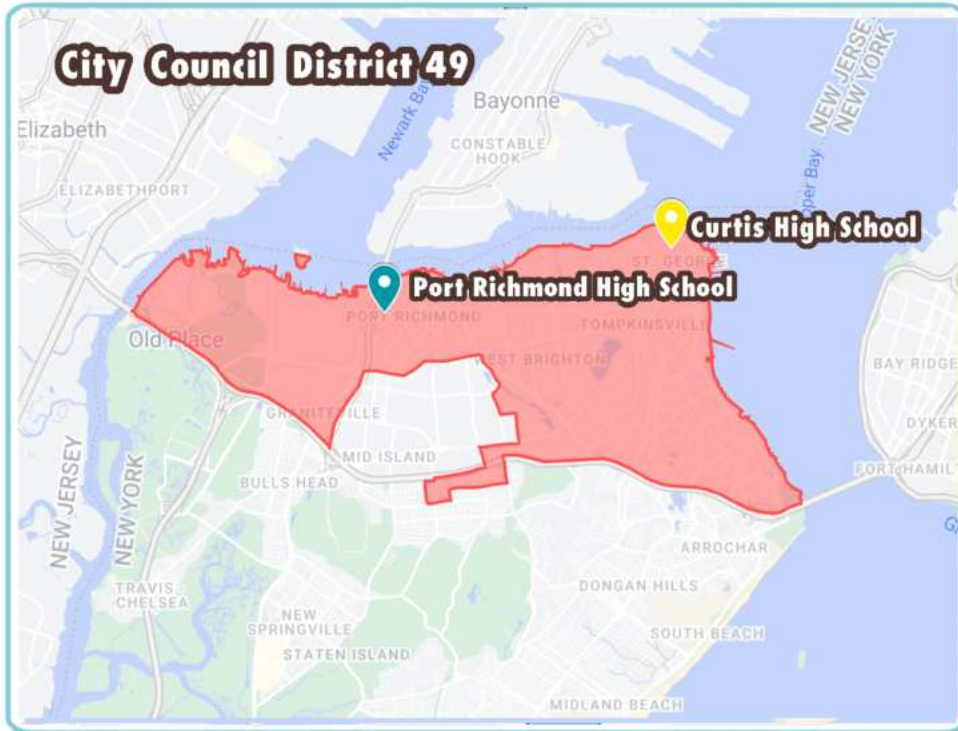 City Council District 49
Elizabeth
ELIZABETHPORT
Newark Bay
Bayonne
CONSTABLE
HOOK
NEW JERSEY
NEW YORK
per Bay
Curtis High School
ST. GEORGE
Port Richmond High School
PORT RICHMOND
TOMPKINSVILLE
Old Place
WEST BRIGHTON
BAY RIDGE
GRANITEVILLE
MID ISLAND
DYKER
BULLS HEAD
FORT HAMIL
NEW JERSEY
NEW YORK
ARROCHAR
TRAVIS -
CHELSEA
DONGAN HILLS
NEW
SPRINGVILLE
SOUTH BEACH
STATEN ISLAND
MIDLAND BEACH